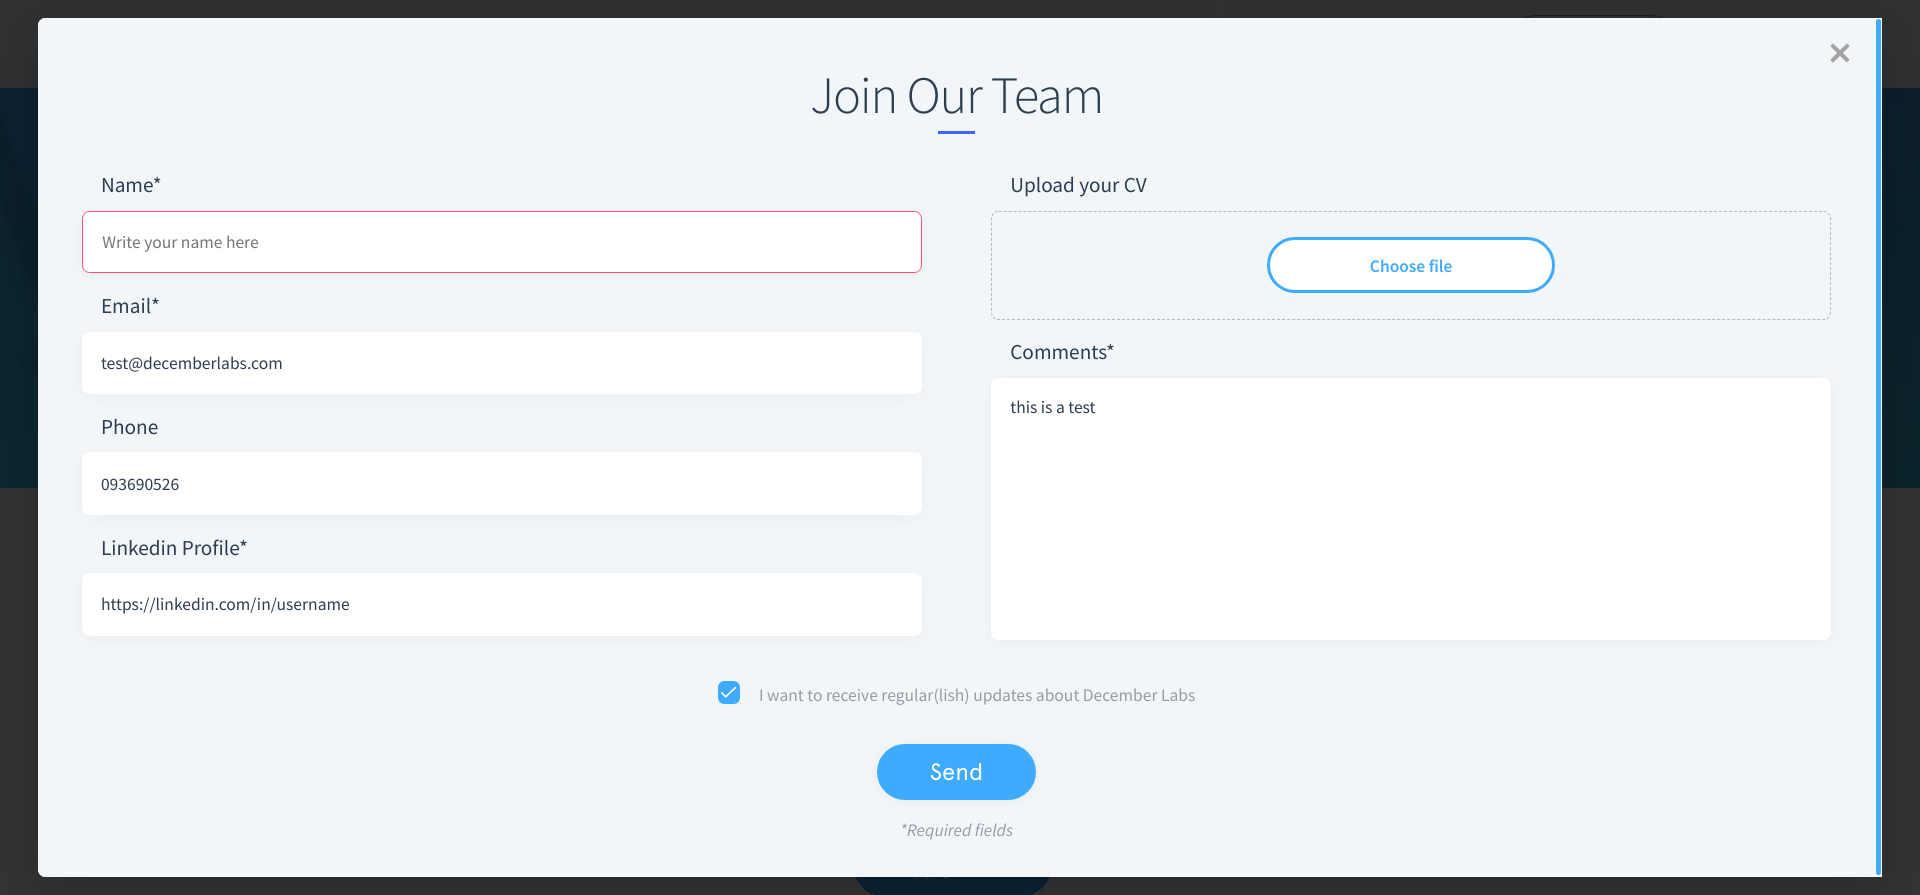 Join Our Team
Name*
Write your name here
Email*
test@decemberlabs.com
Phone
093690526
Linkedin Profile*
https://linkedin.com/in/username
Upload your CV
Choose file
Comments*
this is a test
I want to receive regular(lish) updates about December Labs
Send
*Required fields